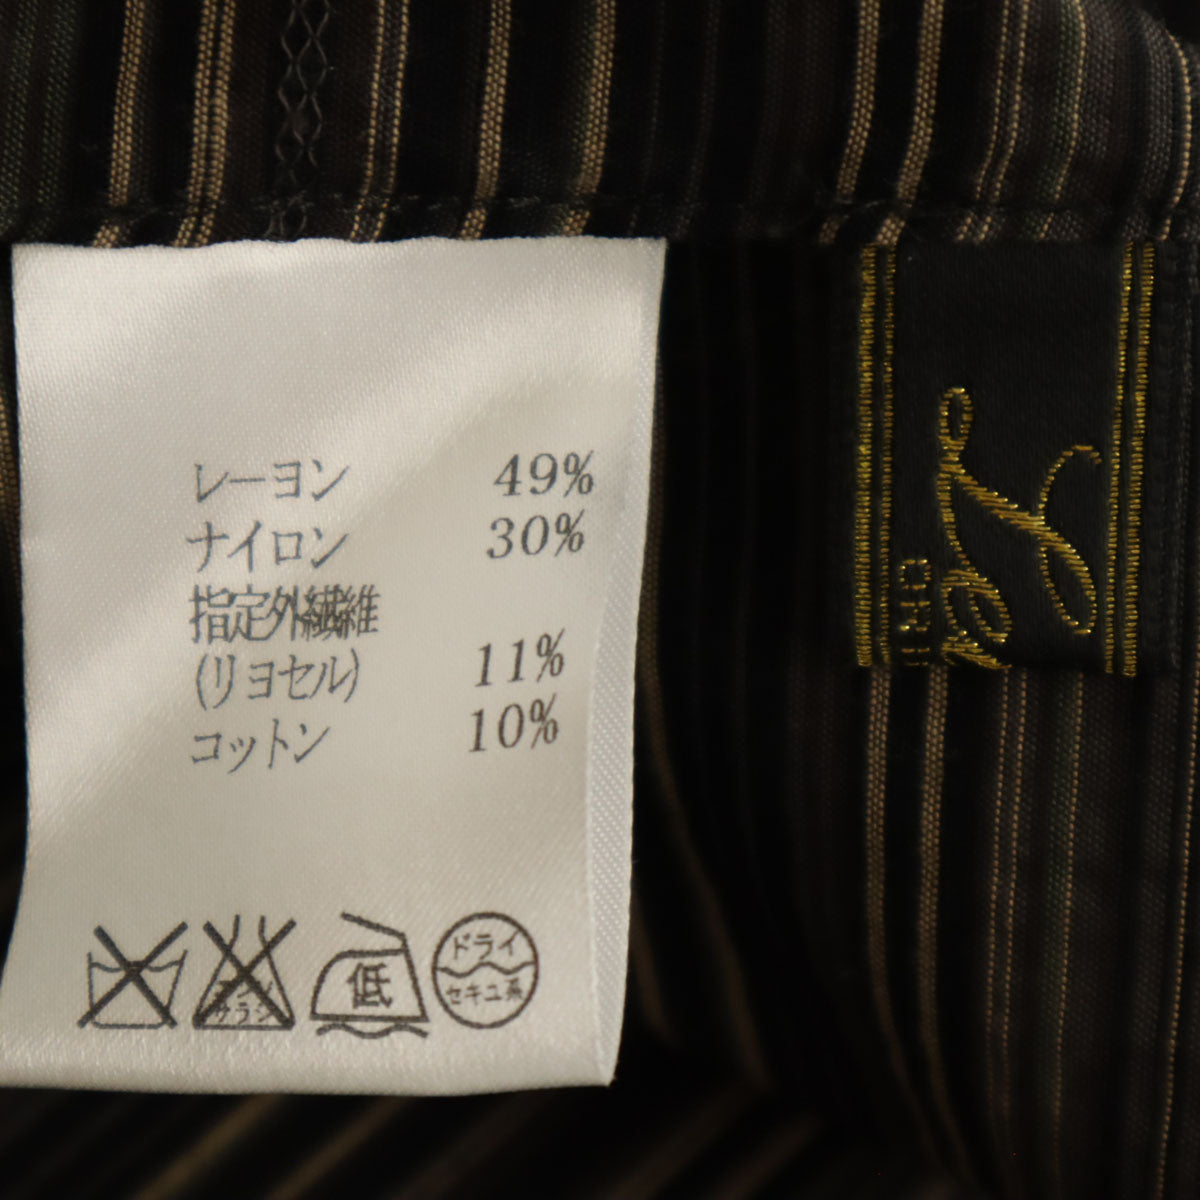 レーヨン 49%
ナイロン 30%
指定外繊維
(リヨセル) 11%
コットン 10%
低
ドライ
セキユ系